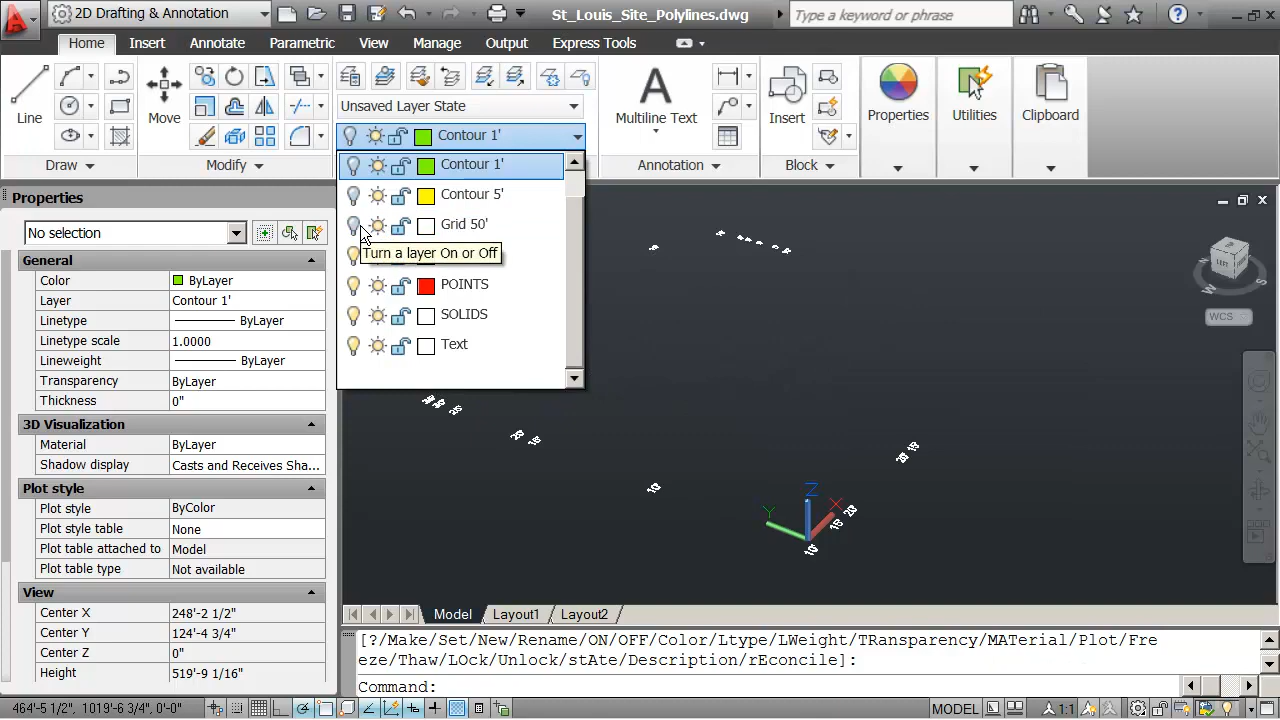 2D Drafting & Annotation
St_Louis_Site_Polylines.dwg
Type a keyword or phrase
Home
Insert
Annotate
Parametric
View
Manage
Output
Express Tools
Line
Move
Unsaved Layer State
Contour 1'
Multiline Text
Insert
Properties
Utilities
Clipboard
Draw
Modify
Annotation
Block
Contour 1'
Contour 5'
Grid 50'
Turn a layer On or Off
POINTS
SOLIDS
Text
Properties
No selection
General
Color ByLayer
Layer Contour 1'
Linetype ByLayer
Linetype scale 1.0000
Lineweight ByLayer
Transparency ByLayer
Thickness 0"
3D Visualization
Material ByLayer
Shadow display Casts and Receives Sha...
Plot style
Plot style ByColor
Plot style table None
Plot table attached to Model
Plot table type Not available
View
Center X 248'-2 1/2"
Center Y 124'-4 3/4"
Center Z 0"
Height 519'-9 1/16"
WCS
Z
Y
X
Model
Layout1
Layout2
[?/Make/Set/New/Rename/ON/OFF/Color/Ltype/LWeight/TRansparency/MATerial/Plot/Fre
eze/Thaw/LOck/Unlock/stAte/Description/rEconcile]:
Command:
464'-5 1/2", 1019'-6 3/4", 0'-0"
MODEL
1:1